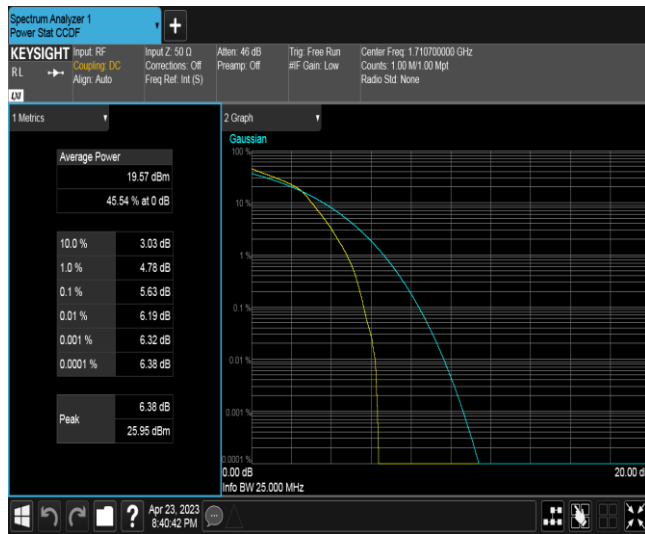 Spectrum Analyzer 1
Power Stat CCDF
+
KEYSIGHT
RL
LXI
Input: RF
Coupling: DC
Align: Auto
Input Z: 50 Ω
Corrections: Off
Freq Ref: Int (S)
Atten: 46 dB
Preamp: Off
Trig: Free Run
#IF Gain: Low
Center Freq: 1.710700000 GHz
Counts: 1.00 M/1.00 Mpt
Radio Std: None
1 Metrics
Average Power
19.57 dBm
45.54 % at 0 dB
10.0 % 3.03 dB
1.0 % 4.78 dB
0.1 % 5.63 dB
0.01 % 6.19 dB
0.001 % 6.32 dB
0.0001 % 6.38 dB
Peak
6.38 dB
25.95 dBm
2 Graph
Gaussian
100 %
10 %
1 %
0.1 %
0.01 %
0.001 %
0.0001 %
0.00 dB
20.00 d
Info BW 25.000 MHz
?
Apr 23, 2023
8:40:42 PM